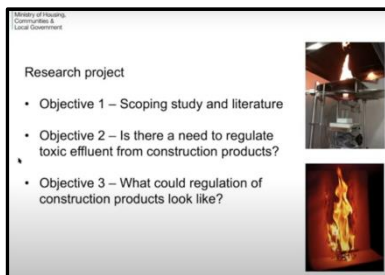 Ministry of Housing,
Communities &
Local Government
Research project
• Objective 1 – Scoping study and literature
• Objective 2 – Is there a need to regulate
toxic effluent from construction products?
• Objective 3 – What could regulation of
construction products look like?